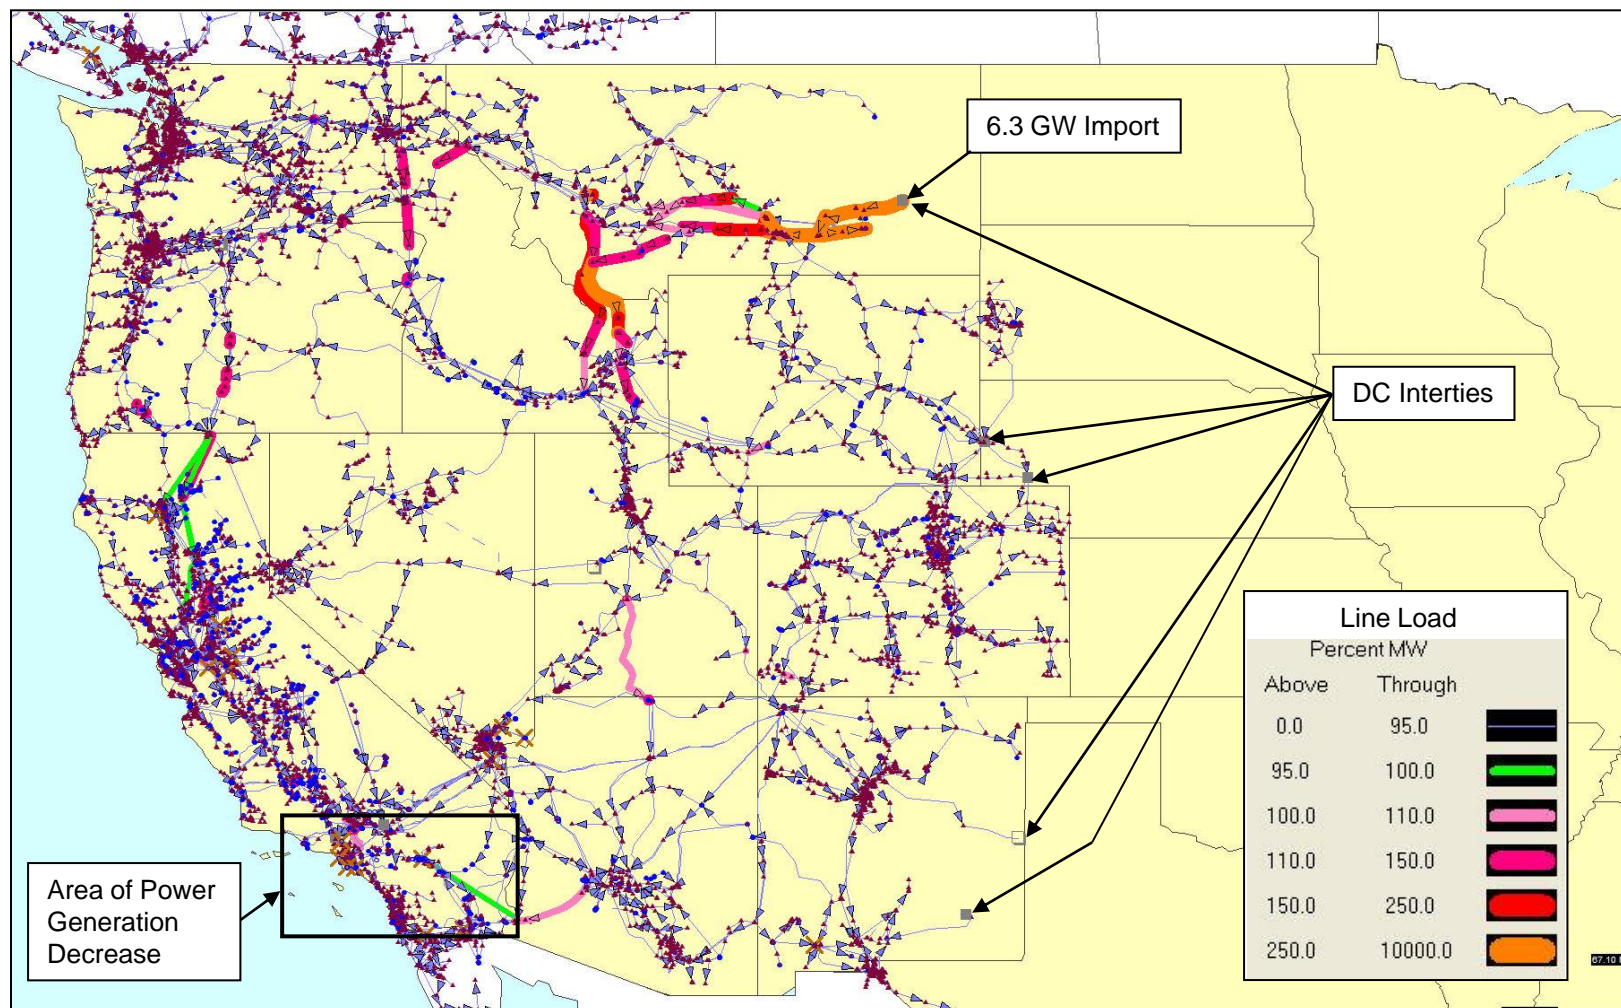 6.3 GW Import
DC Interties
Line Load
Percent MW
Above Through
0.0 95.0
95.0 100.0
100.0 110.0
110.0 150.0
150.0 250.0
250.0 10000.0
Area of Power
Generation
Decrease
67.10